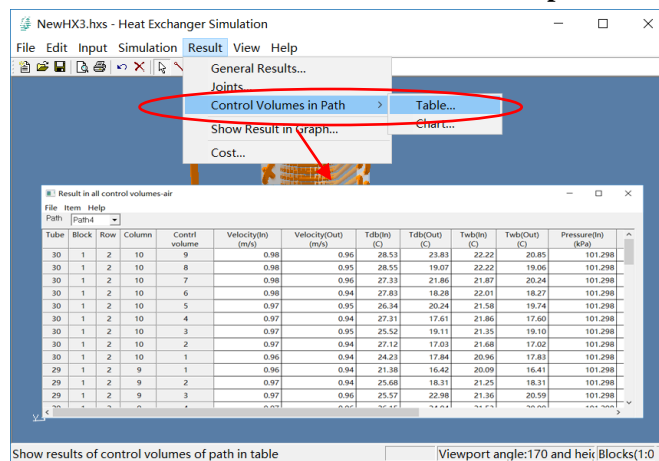 NewHX3.hxs - Heat Exchanger Simulation
File Edit Input Simulation Result View Help
General Results...
Joints...
Control Volumes in Path > Table...
Chart...
Show Result in Graph...
Cost...
Result in all control volumes-air
File Item Help
Path Path4
Tube Block Row Column Contrl volume Velocity(In) (m/s) Velocity(Out) (m/s) Tdb(In) (C) Tdb(Out) (C) Twb(In) (C) Twb(Out) (C) Pressure(In) (kPa)
30 1 2 10 9 0.98 0.96 28.53 23.83 22.22 20.85 101.298
30 1 2 10 8 0.98 0.95 28.55 19.07 22.22 19.06 101.298
30 1 2 10 7 0.98 0.96 27.33 21.86 21.87 20.24 101.298
30 1 2 10 6 0.98 0.94 27.83 18.28 22.01 18.27 101.298
30 1 2 10 5 0.97 0.95 26.34 20.24 21.58 19.74 101.298
30 1 2 10 4 0.97 0.94 27.31 17.61 21.86 17.60 101.298
30 1 2 10 3 0.97 0.95 25.52 19.11 21.35 19.10 101.298
30 1 2 10 2 0.97 0.94 27.12 17.03 21.68 17.02 101.298
30 1 2 10 1 0.96 0.94 24.23 17.84 20.96 17.83 101.298
29 1 2 9 1 0.96 0.94 21.38 16.42 20.09 16.41 101.298
29 1 2 9 2 0.97 0.94 25.68 18.31 21.25 18.31 101.298
29 1 2 9 3 0.97 0.96 25.57 22.98 21.36 20.59 101.298
Show results of control volumes of path in table
Viewport angle:170 and heic Blocks(1:0